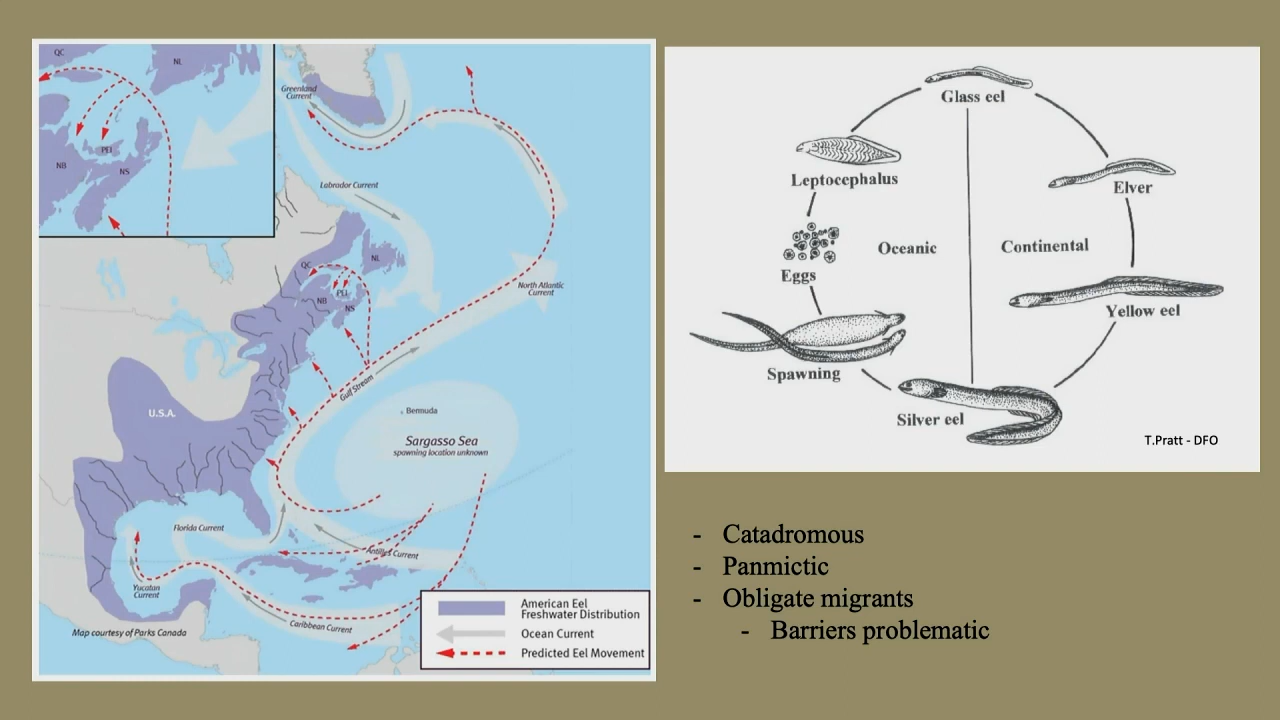 QC
NL
PEI
NB
NS
Greenland
Current
Labrador Current
QC
NL
PEI
NB
NS
North Atlantic
Current
Gulf Stream
U.S.A.
Bermuda
Sargasso Sea
spawning location unknown
Florida Current
Antilles Current
Yucatan
Current
Caribbean Current
Map courtesy of Parks Canada
American Eel
Freshwater Distribution
Ocean Current
Predicted Eel Movement
Glass eel
Leptocephalus
Elver
Oceanic
Continental
Eggs
Yellow eel
Spawning
Silver eel
T.Pratt - DFO
- Catadromous
- Panmictic
- Obligate migrants
- Barriers problematic